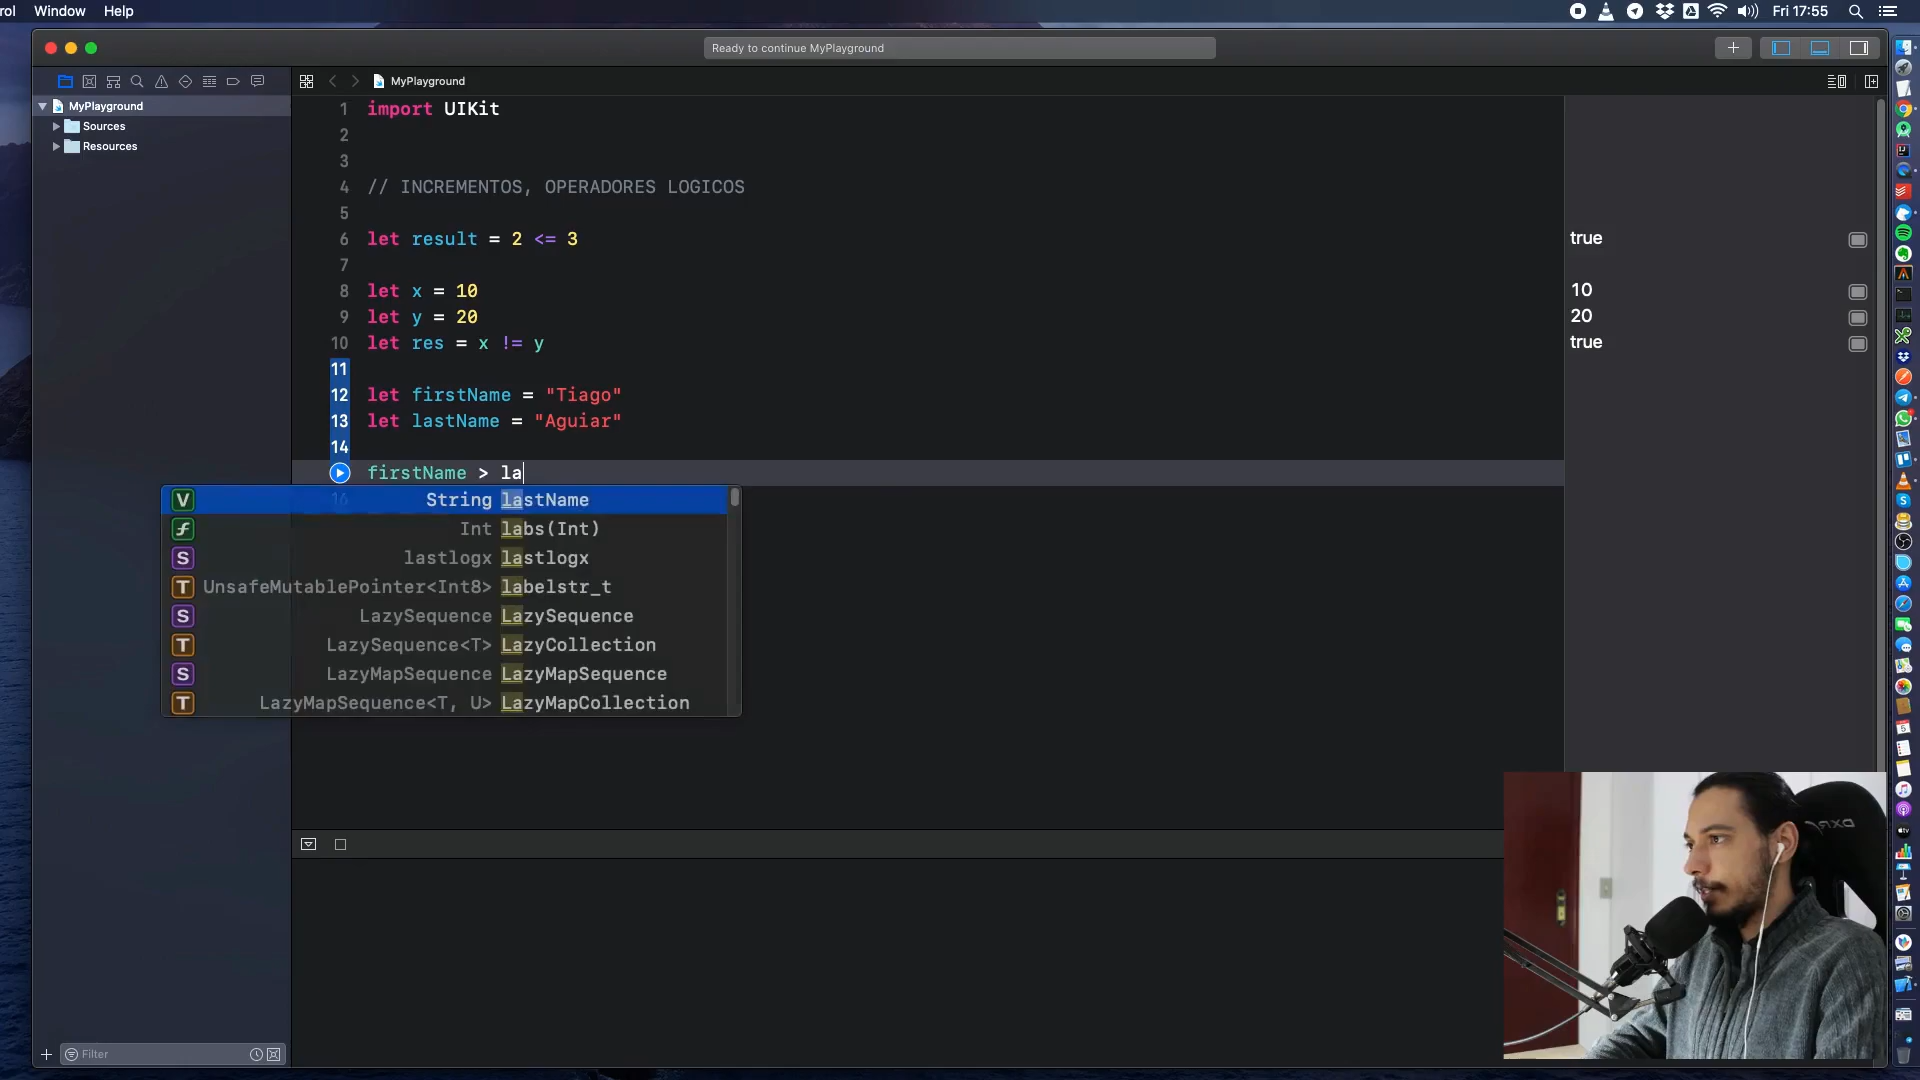 rol Window Help Fri 17:55
Ready to continue MyPlayground
MyPlayground
MyPlayground
Sources
Resources
1 import UIKit
2
3
4 // INCREMENTOS, OPERADORES LOGICOS
5
6 let result = 2 <= 3 true
7
8 let x = 10 10
9 let y = 20 20
10 let res = x != y true
11
12 let firstName = "Tiago"
13 let lastName = "Aguiar"
14
firstName > la
16
V String lastName
f Int labs(Int)
S lastlogx lastlogx
T UnsafeMutablePointer<Int8> labelstr_t
S LazySequence LazySequence
T LazySequence<T> LazyCollection
S LazyMapSequence LazyMapSequence
T LazyMapSequence<T, U> LazyMapCollection
Filter